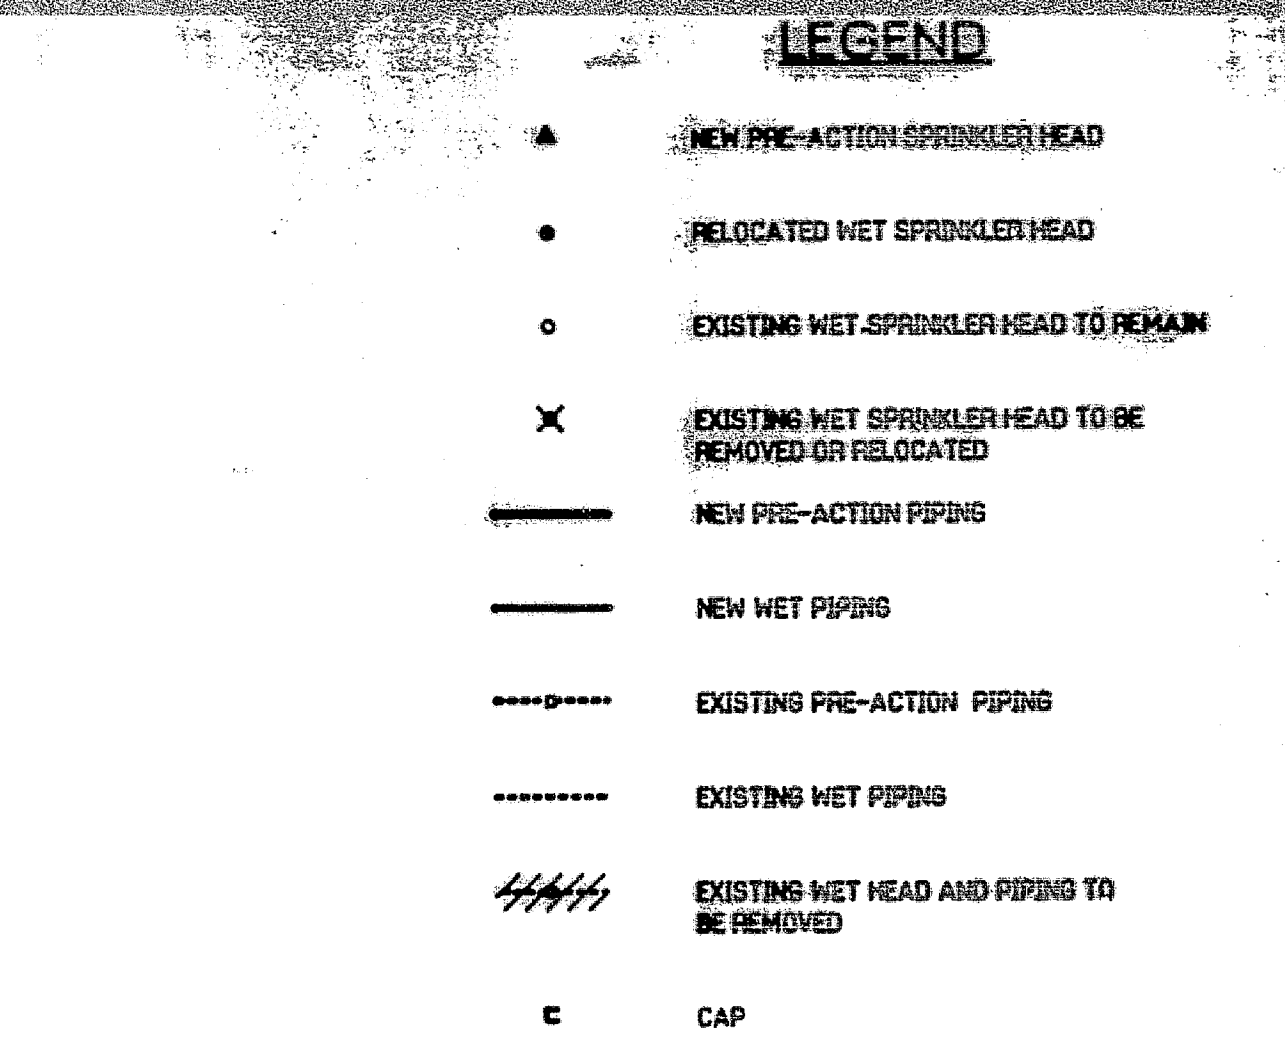 LEGEND
NEW PRE-ACTION SPRINKLER HEAD
RELOCATED WET SPRINKLER HEAD
EXISTING WET SPRINKLER HEAD TO REMAIN
EXISTING WET SPRINKLER HEAD TO BE
REMOVED OR RELOCATED
NEW PRE-ACTION PIPING
NEW WET PIPING
EXISTING PRE-ACTION PIPING
EXISTING WET PIPING
EXISTING WET HEAD AND PIPING TO
BE REMOVED
CAP